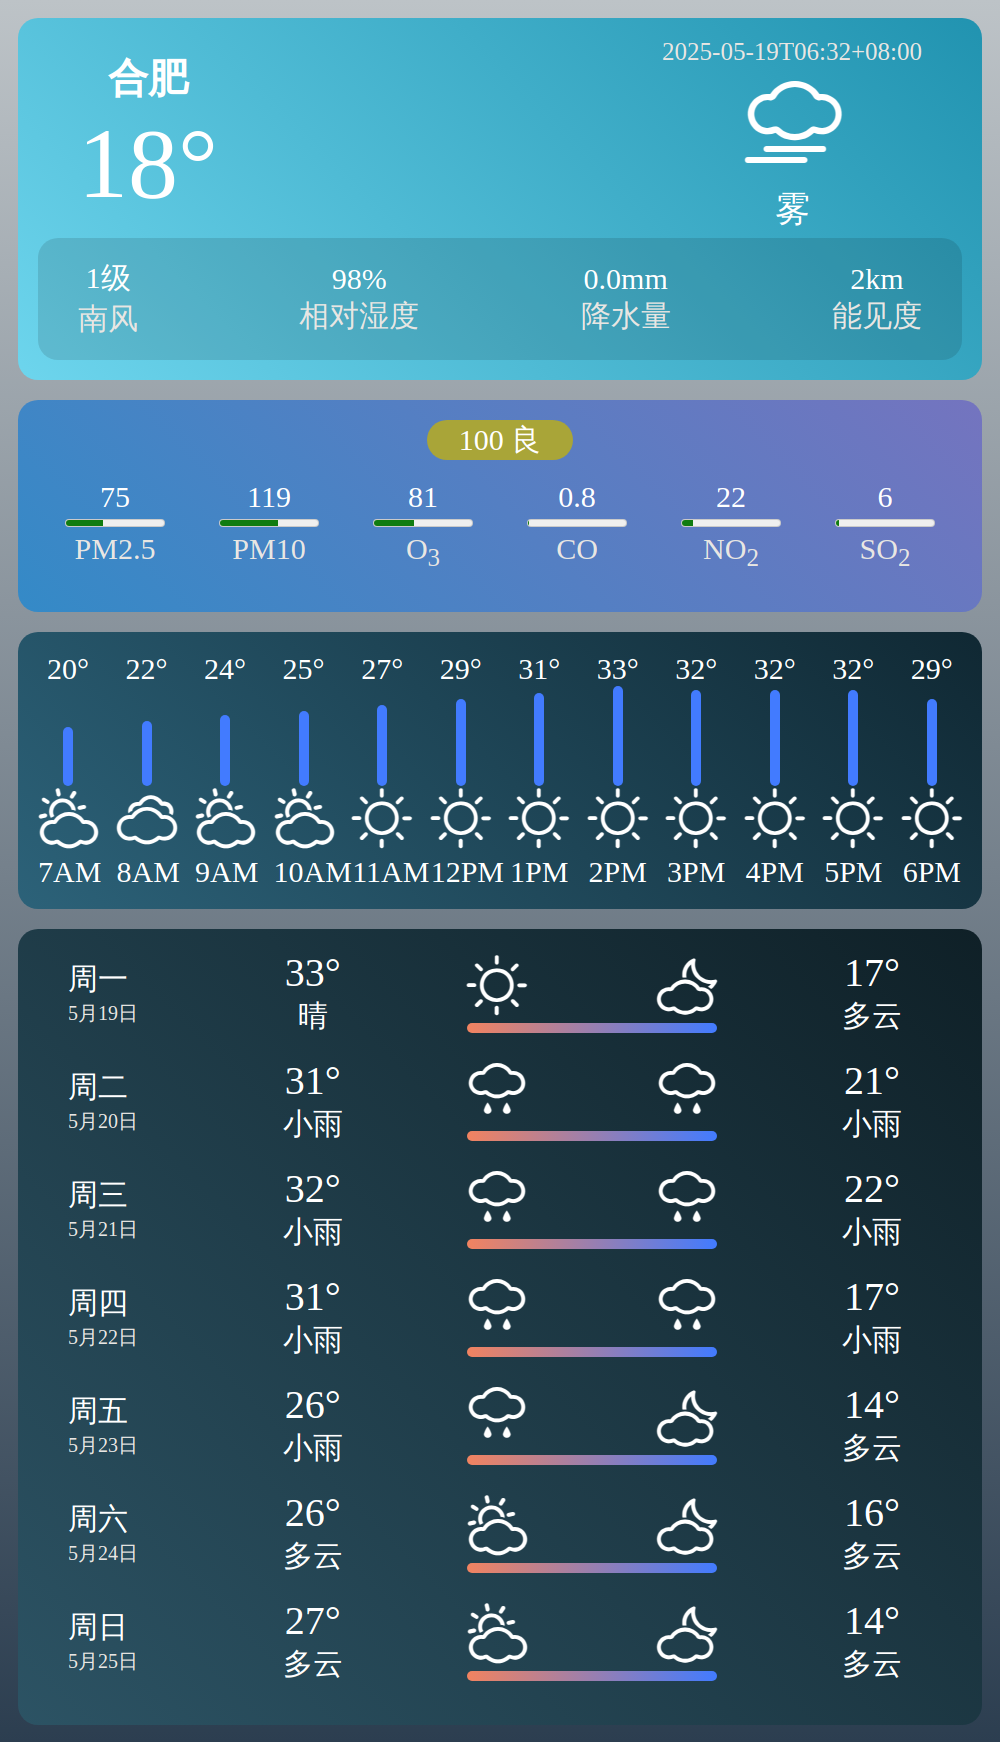 合肥
18°
2025-05-19T06:32+08:00
雾
1级 98% 0.0mm 2km
南风 相对湿度 降水量 能见度
100 良
75 119 81 0.8 22 6
PM2.5 PM10 O3 CO NO2 SO2
20° 22° 24° 25° 27° 29° 31° 33° 32° 32° 32° 29°
7AM 8AM 9AM 10AM 11AM 12PM 1PM 2PM 3PM 4PM 5PM 6PM
周一 33° 17°
5月19日 晴 多云
周二 31° 21°
5月20日 小雨 小雨
周三 32° 22°
5月21日 小雨 小雨
周四 31° 17°
5月22日 小雨 小雨
周五 26° 14°
5月23日 小雨 多云
周六 26° 16°
5月24日 多云 多云
周日 27° 14°
5月25日 多云 多云